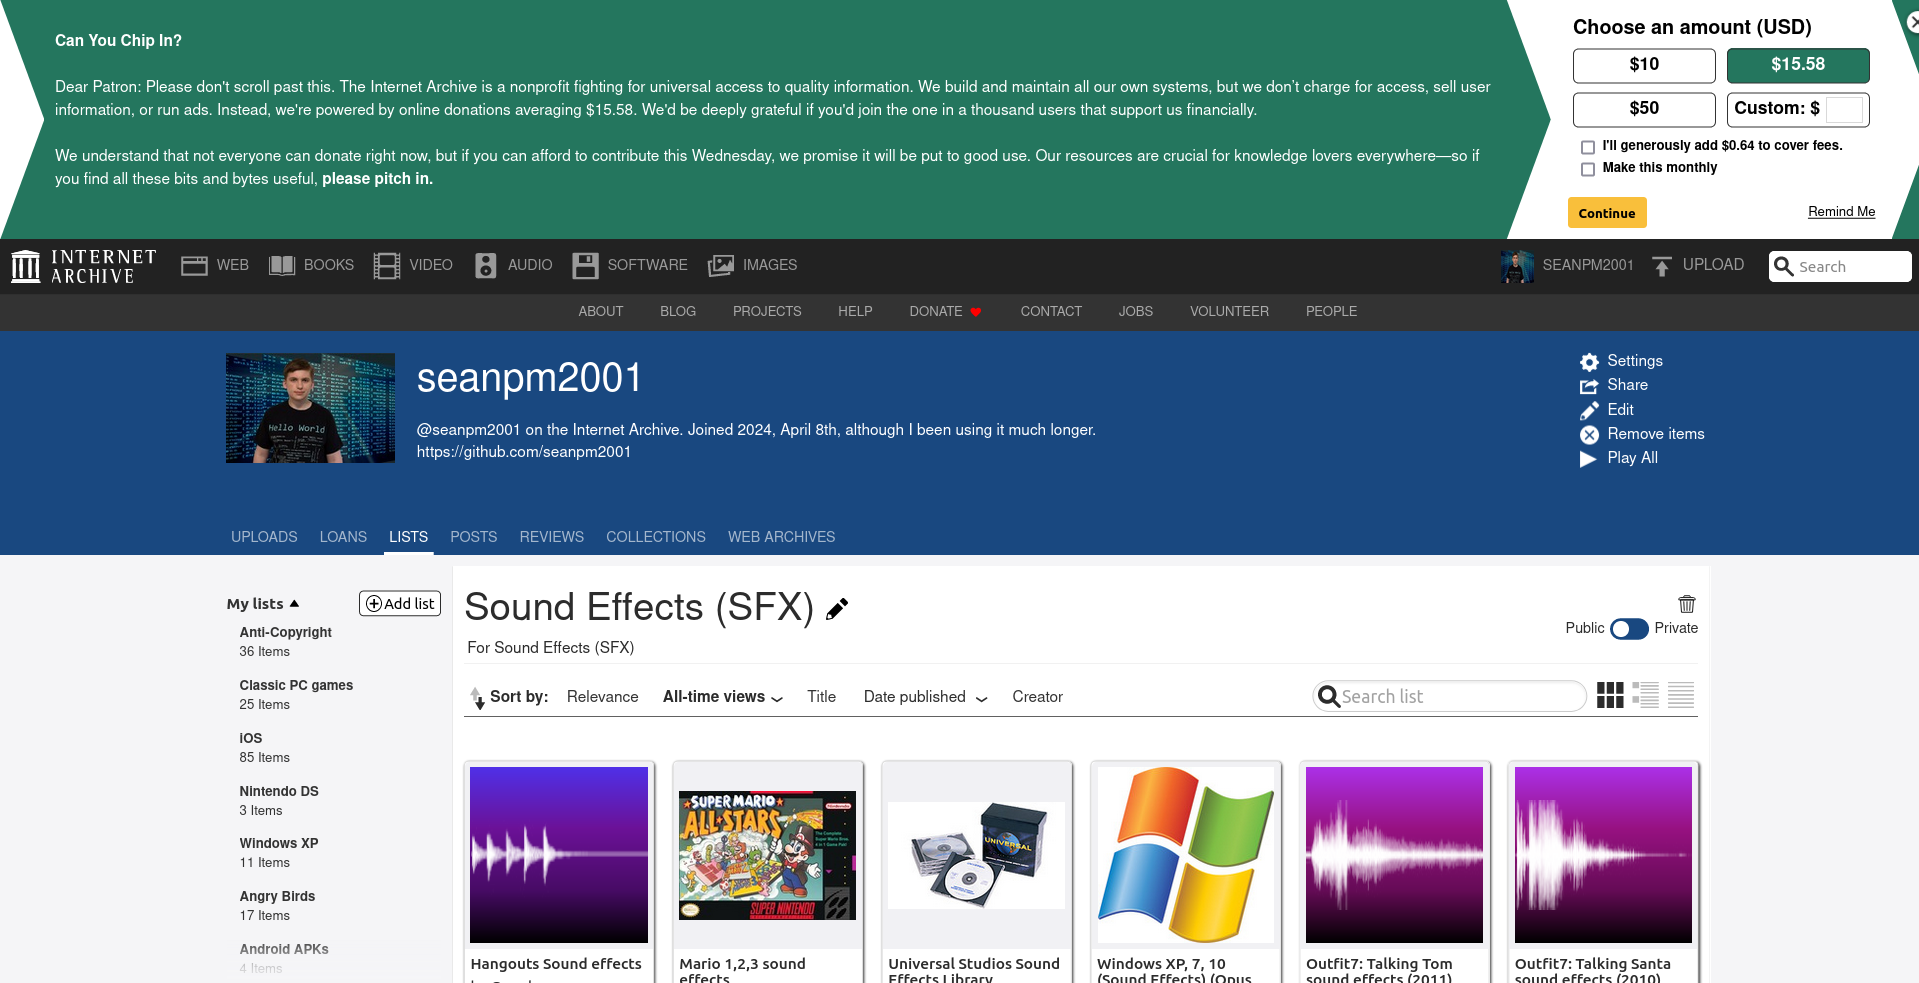 Can You Chip In?
Dear Patron: Please don't scroll past this. The Internet Archive is a nonprofit fighting for universal access to quality information. We build and maintain all our own systems, but we don't charge for access, sell user
information, or run ads. Instead, we're powered by online donations averaging $15.58. We'd be deeply grateful if you'd join the one in a thousand users that support us financially.
We understand that not everyone can donate right now, but if you can afford to contribute this Wednesday, we promise it will be put to good use. Our resources are crucial for knowledge lovers everywhere—so if
you find all these bits and bytes useful, please pitch in.
Choose an amount (USD)
$10
$15.58
$50
Custom: $
I'll generously add $0.64 to cover fees.
Make this monthly
Continue
Remind Me
INTERNET
ARCHIVE
WEB
BOOKS
VIDEO
AUDIO
SOFTWARE
IMAGES
SEANPM2001
UPLOAD
Search
ABOUT
BLOG
PROJECTS
HELP
DONATE
CONTACT
JOBS
VOLUNTEER
PEOPLE
Hello World
seanpm2001
@seanpm2001 on the Internet Archive. Joined 2024, April 8th, although I been using it much longer.
https://github.com/seanpm2001
Settings
Share
Edit
Remove items
Play All
UPLOADS
LOANS
LISTS
POSTS
REVIEWS
COLLECTIONS
WEB ARCHIVES
My lists
Add list
Anti-Copyright
36 Items
Classic PC games
25 Items
iOS
85 Items
Nintendo DS
3 Items
Windows XP
11 Items
Angry Birds
17 Items
Android APKs
4 Items
Sound Effects (SFX)
For Sound Effects (SFX)
Public
Private
Sort by:
Relevance
All-time views
Title
Date published
Creator
Search list
Hangouts Sound effects
SUPER MARIO
ALL-STARS
Nintendo
SUPER NINTENDO
Mario 1,2,3 sound
effects
UNIVERSAL
Universal Studios Sound
Effects Library
Windows XP, 7, 10
(Sound Effects) (Opus
Outfit7: Talking Tom
sound effects (2011)
Outfit7: Talking Santa
sound effects (2010)